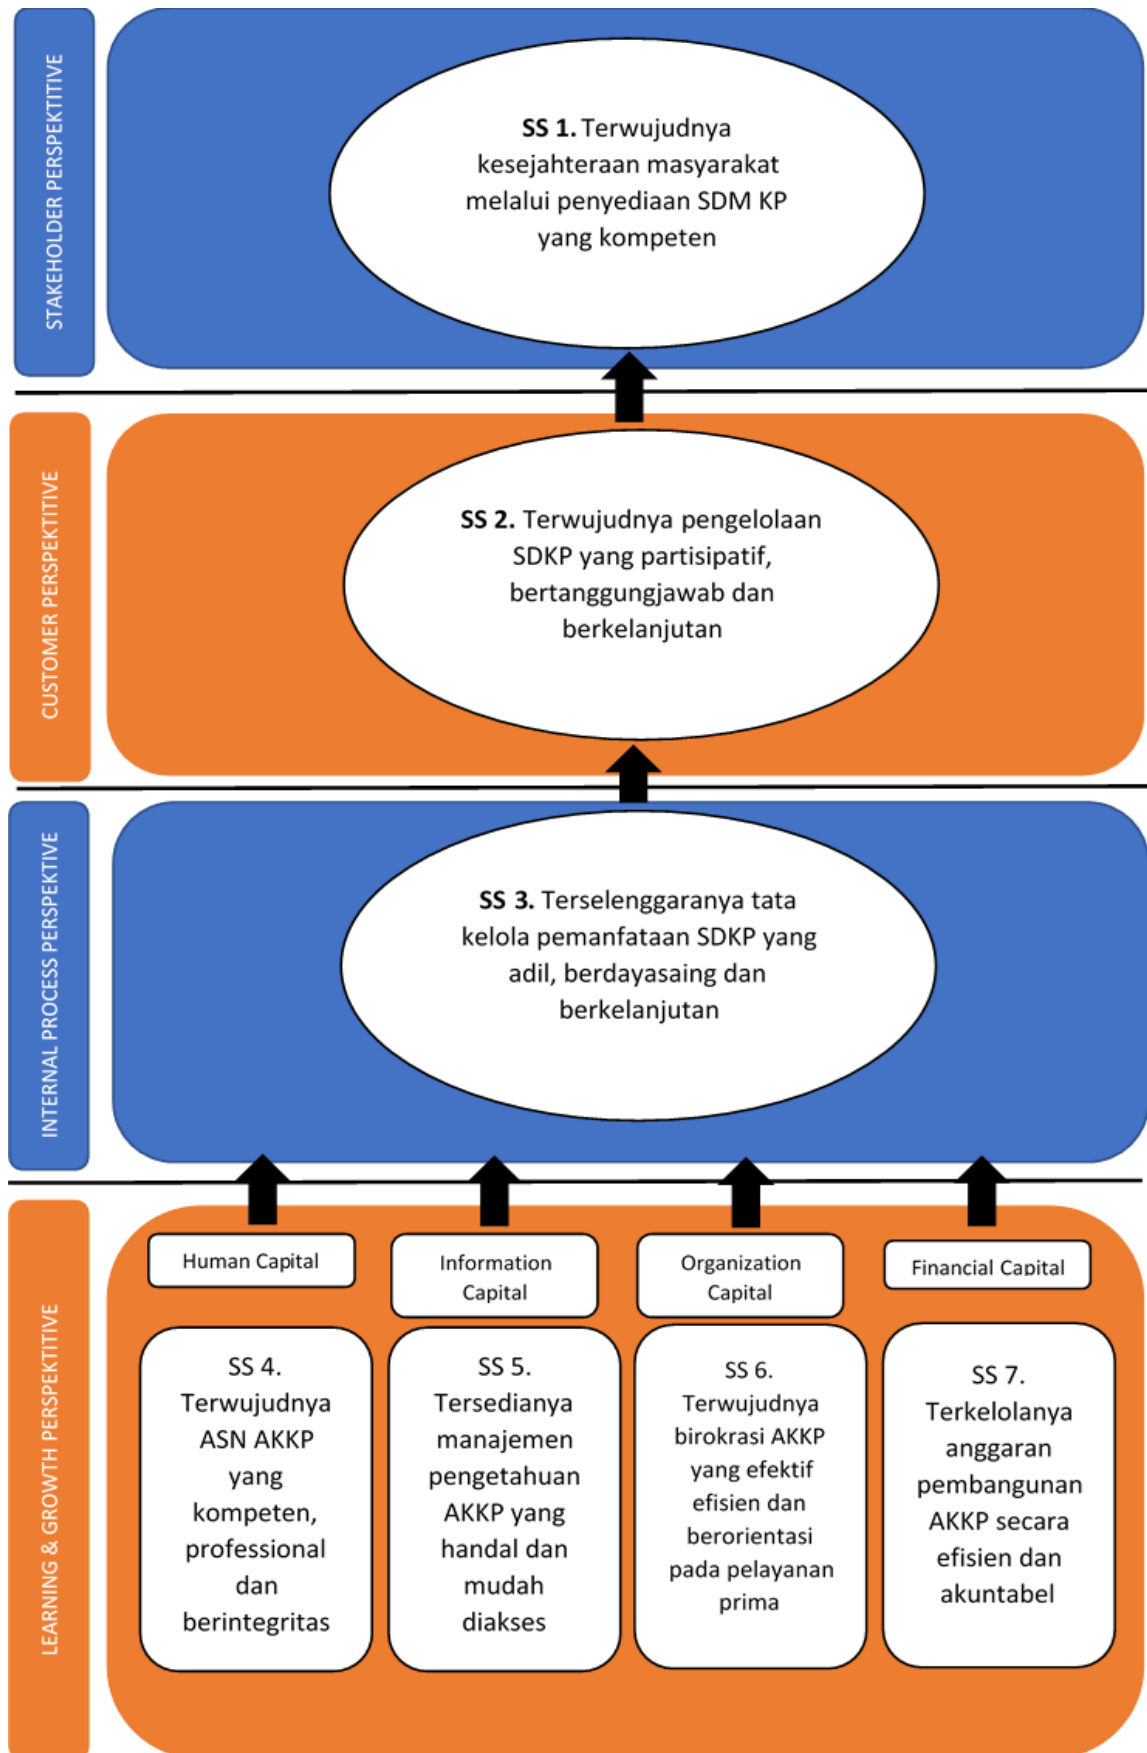 STAKEHOLDER PERSPEKTITIVE
SS 1. Terwujudnya
kesejahteraan masyarakat
melalui penyediaan SDM KP
yang kompeten
CUSTOMER PERSPEKTITIVE
SS 2. Terwujudnya pengelolaan
SDKP yang partisipatif,
bertanggungjawab dan
berkelanjutan
INTERNAL PROCESS PERSPEKTIVE
SS 3. Terselenggaranya tata
kelola pemanfataan SDKP yang
adil, berdayasaing dan
berkelanjutan
LEARNING & GROWTH PERSPEKTITIVE
Human Capital
SS 4.
Terwujudnya
ASN AKKP
yang
kompeten,
professional
dan
berintegritas
Information
Capital
SS 5.
Tersedianya
manajemen
pengetahuan
AKKP yang
handal dan
mudah
diakses
Organization
Capital
SS 6.
Terwujudnya
birokrasi AKKP
yang efektif
efisien dan
berorientasi
pada pelayanan
prima
Financial Capital
SS 7.
Terkelolanya
anggaran
pembangunan
AKKP secara
efisien dan
akuntabel